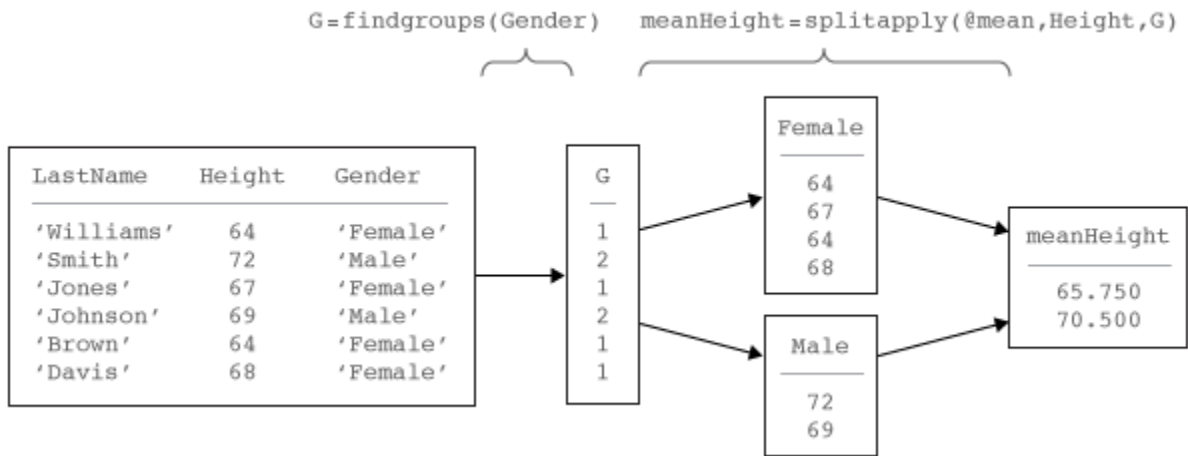 G=findgroups(Gender)
meanHeight=splitapply(@mean,Height,G)
LastName Height Gender
‘Williams’ 64 ‘Female’
‘Smith’ 72 ‘Male’
‘Jones’ 67 ‘Female’
‘Johnson’ 69 ‘Male’
‘Brown’ 64 ‘Female’
‘Davis’ 68 ‘Female’
G
1
2
1
2
1
1
Female
64
67
64
68
Male
72
69
meanHeight
65.750
70.500